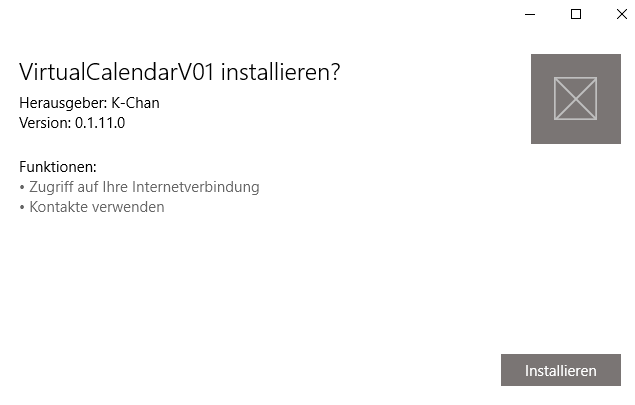 VirtualCalendarV01 installieren?
Herausgeber: K-Chan
Version: 0.1.11.0
Funktionen:
• Zugriff auf Ihre Internetverbindung
• Kontakte verwenden
Installieren